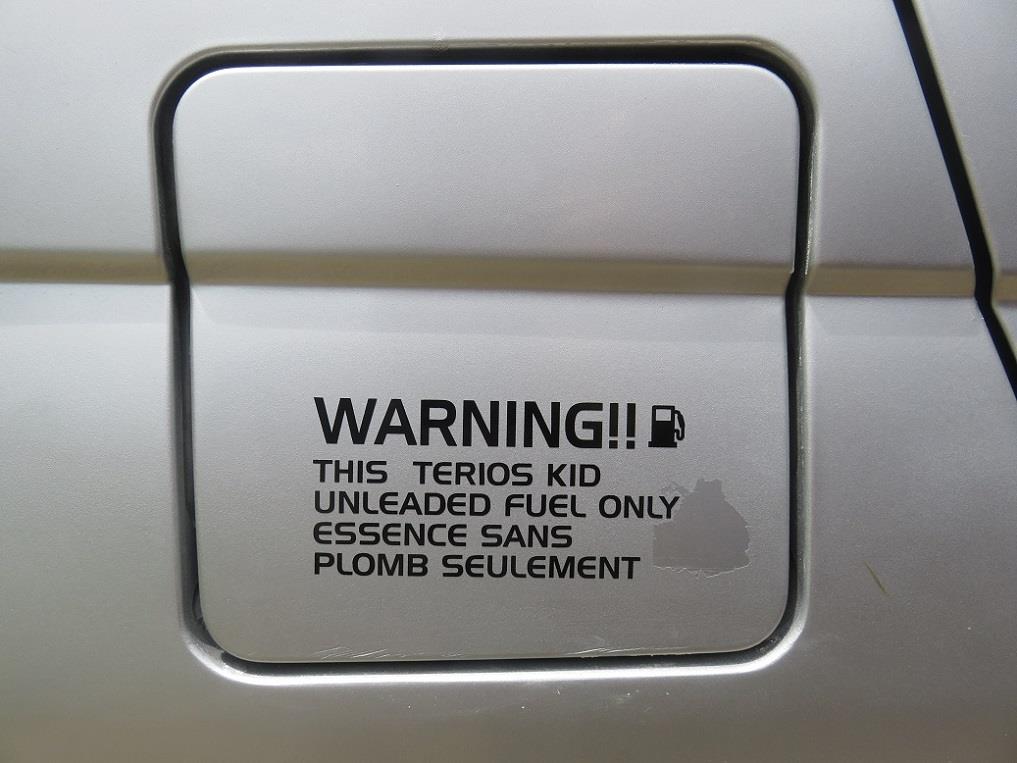 WARNING!!
THIS TERIOS KID
UNLEADED FUEL ONLY
ESSENCE SANS
PLOMB SEULEMENT